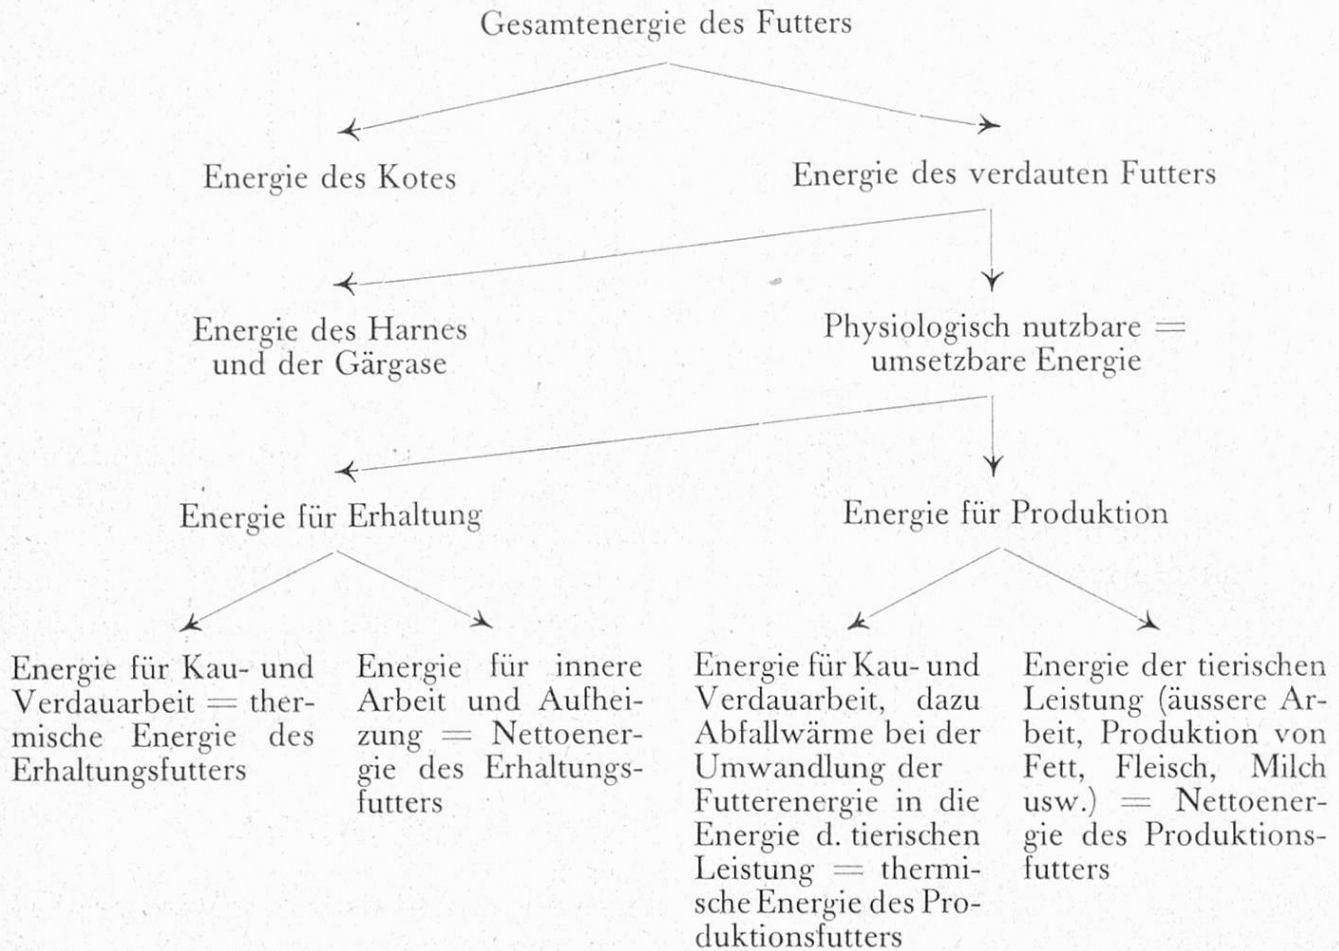 Gesamtenergie des Futters
Energie des Kotes
Energie des verdauten Futters
Energie des Harnes
und der Gärgase
Physiologisch nutzbare =
umsetzbare Energie
Energie für Erhaltung
Energie für Produktion
Energie für Kau- und
Verdauarbeit = ther-
mische Energie des
Erhaltungsfutters
Energie für innere
Arbeit und Aufhei-
zung = Nettoener-
gie des Erhaltungs-
futters
Energie für Kau- und
Verdauarbeit, dazu
Abfallwärme bei der
Umwandlung der
Futterenergie in die
Energie d. tierischen
Leistung = thermi-
sche Energie des Pro-
duktionsfutters
Energie der tierischen
Leistung (äussere Ar-
beit, Produktion von
Fett, Fleisch, Milch
usw.) = Nettoener-
gie des Produktions-
futters